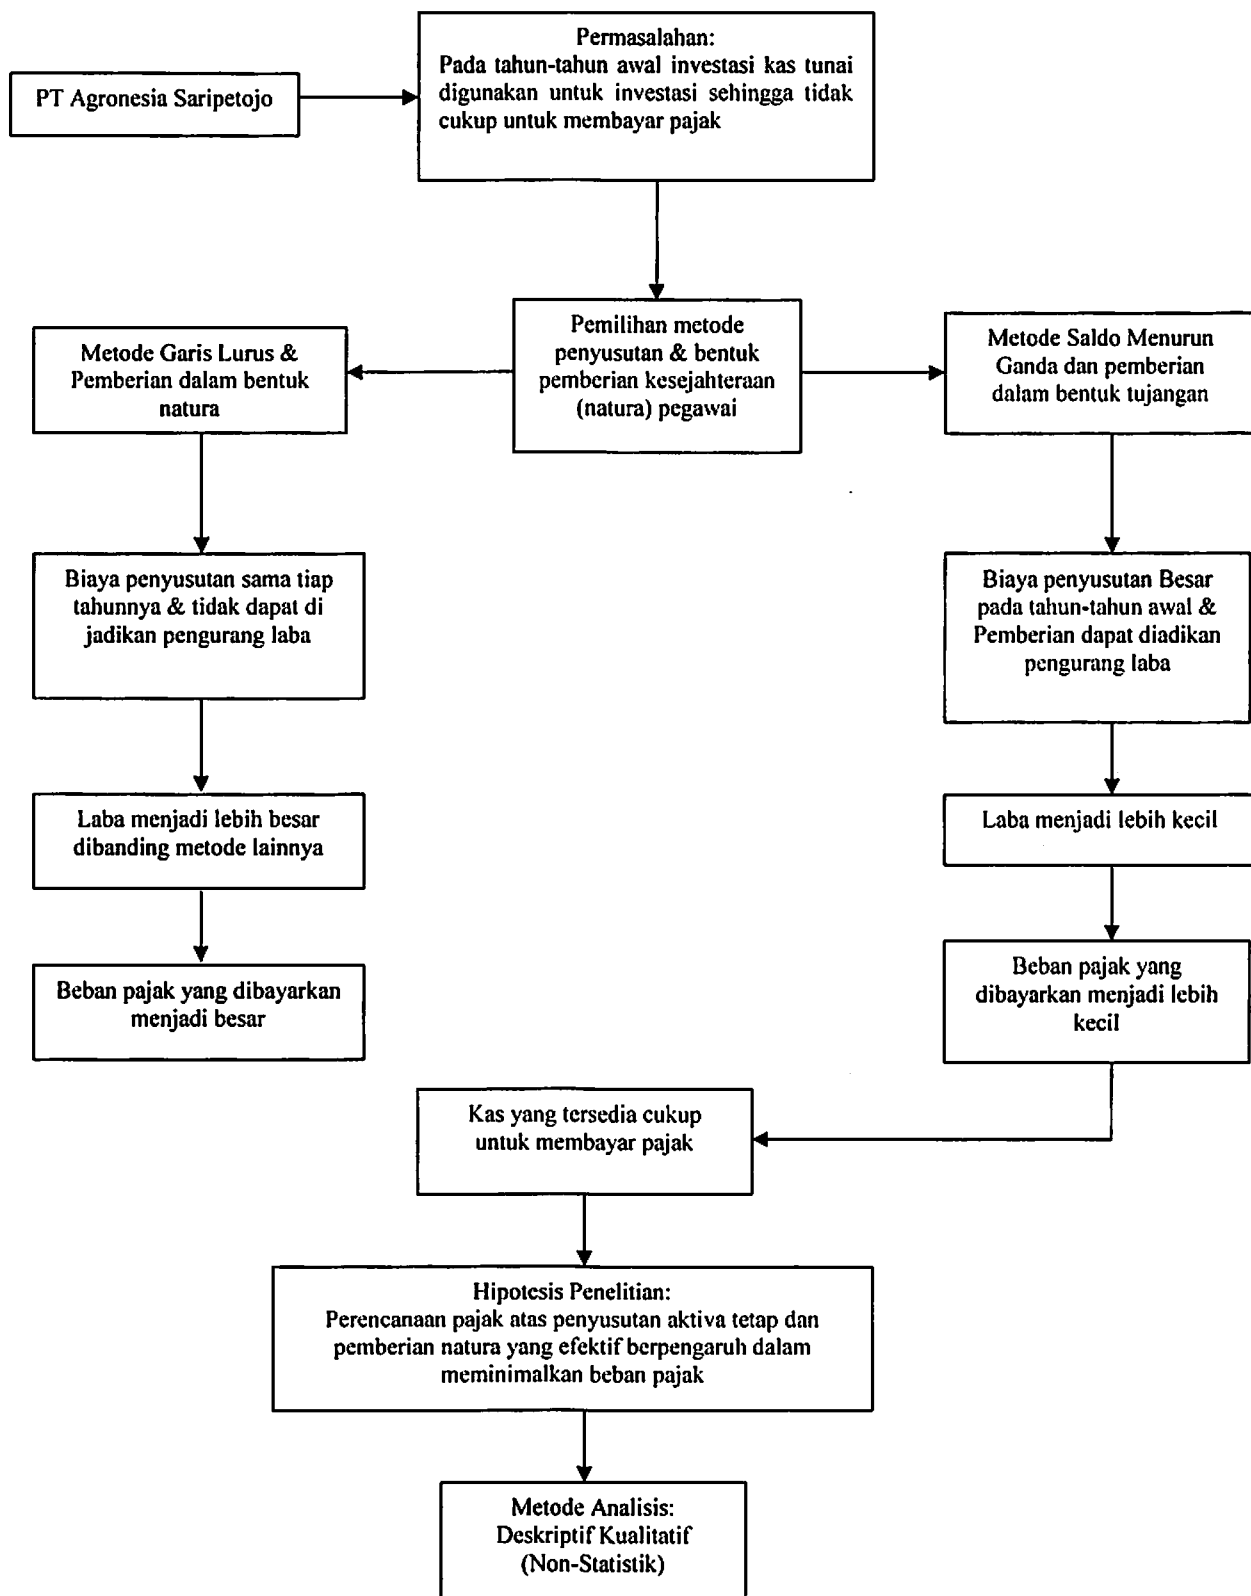 Permasalahan:
Pada tahun-tahun awal investasi kas tunai
digunakan untuk investasi sehingga tidak
cukup untuk membayar pajak
PT Agronesia Saripetojo
Pemilihan metode
penyusutan & bentuk
pemberian kesejahteraan
(natura) pegawai
Metode Garis Lurus &
Pemberian dalam bentuk
natura
Metode Saldo Menurun
Ganda dan pemberian
dalam bentuk tujangan
Biaya penyusutan sama tiap
tahunnya & tidak dapat di
jadikan pengurang laba
Biaya penyusutan Besar
pada tahun-tahun awal &
Pemberian dapat diadikan
pengurang laba
Laba menjadi lebih besar
dibanding metode lainnya
Laba menjadi lebih kecil
Beban pajak yang dibayarkan
menjadi besar
Beban pajak yang
dibayarkan menjadi lebih
kecil
Kas yang tersedia cukup
untuk membayar pajak
Hipotesis Penelitian:
Perencanaan pajak atas penyusutan aktiva tetap dan
pemberian natura yang efektif berpengaruh dalam
meminimalkan beban pajak
Metode Analisis:
Deskriptif Kualitatif
(Non-Statistik)